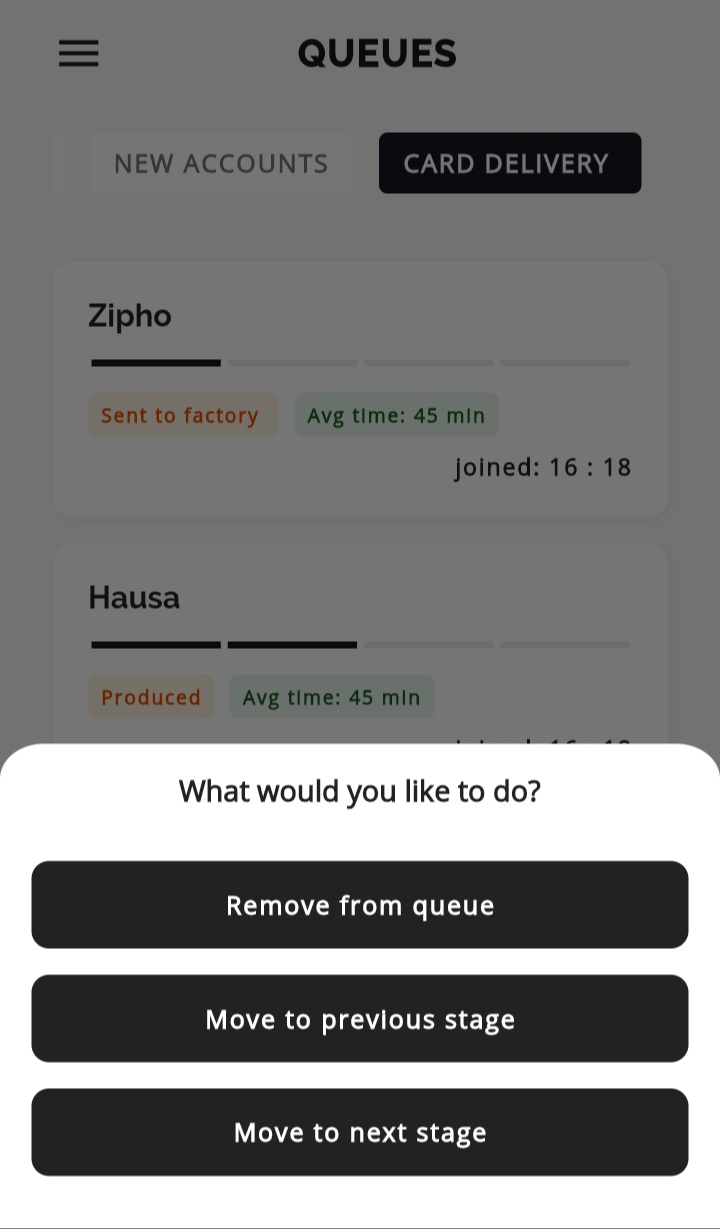 QUEUES
NEW ACCOUNTS CARD DELIVERY
Zipho
Sent to factory Avg time: 45 min
joined: 16 : 18
Hausa
Produced Avg time: 45 min
What would you like to do?
Remove from queue
Move to previous stage
Move to next stage